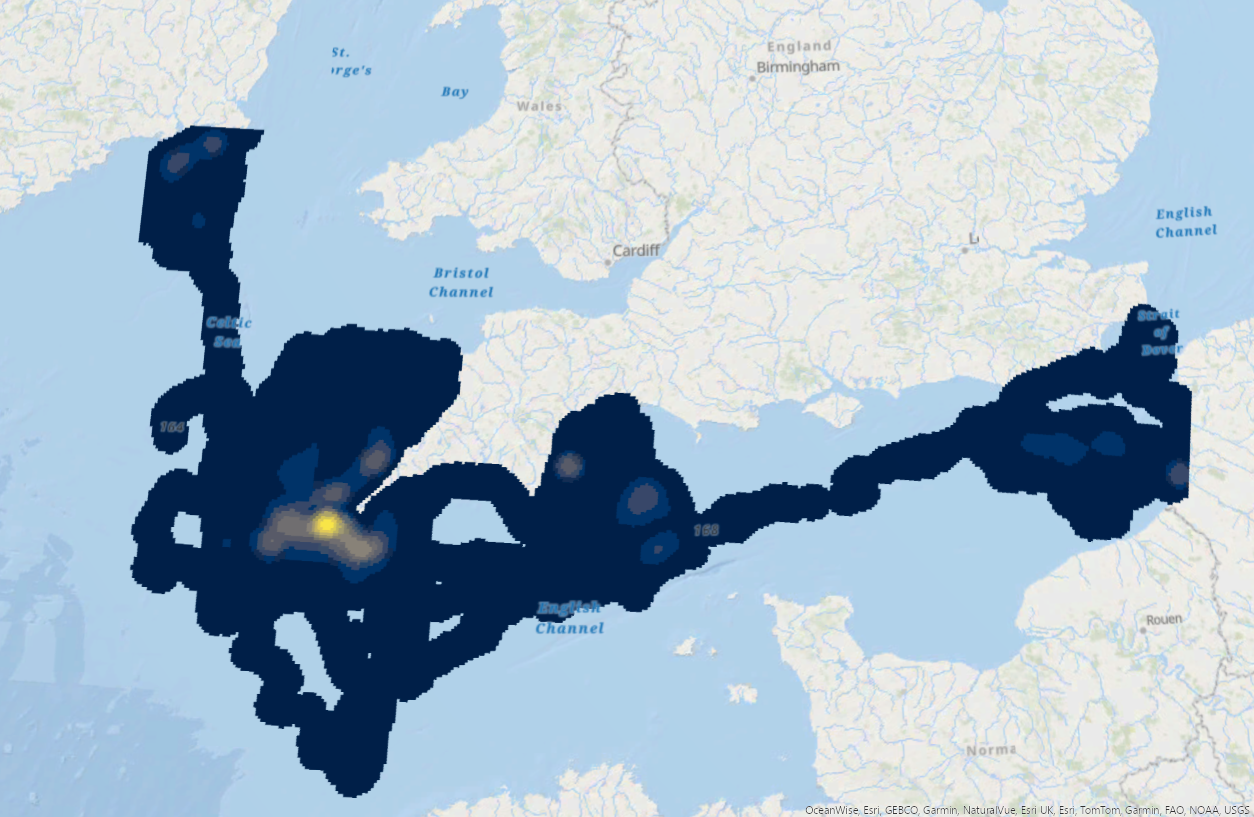 St.
rge's
England
Birmingham
Bay
Wales
English
Channel
Cardiff
Bristol
Channel
Celtic
Sea
Strait
of
Dover
164
168
English
Channel
Rouen
Norma
OceanWise, Esri, GEBCO, Garmin, NaturalVue, Esri UK, Esri, TomTom, Garmin, FAO, NOAA, USGS